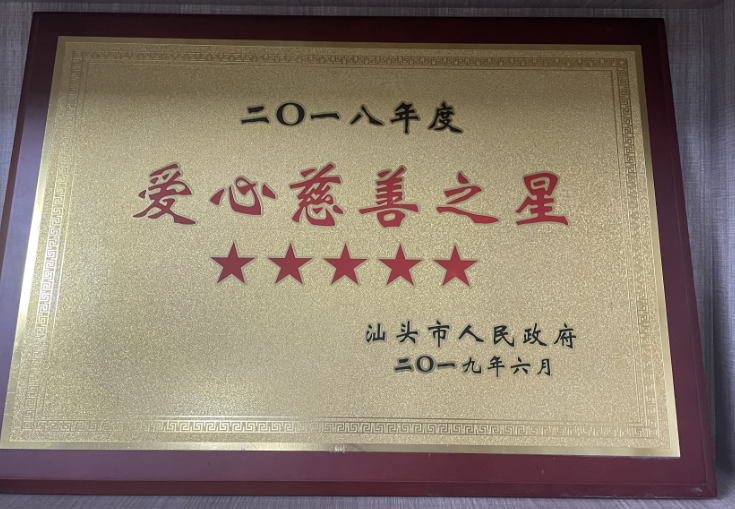 二〇一八年度
爱心慈善之星
★★★★★
汕头市人民政府
二〇一九年六月